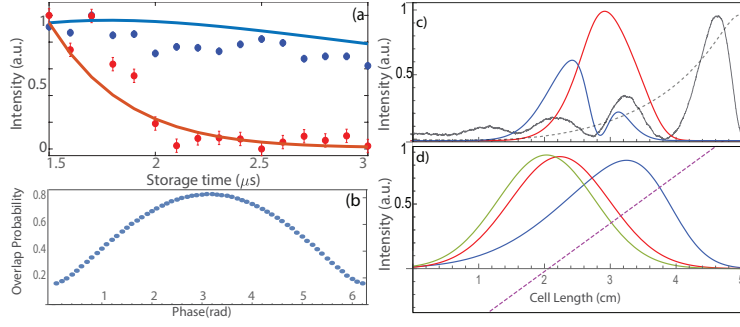 (a)
Intensity (a.u.)
1
0.5
0
1.5
2
2.5
3
Storage time (μs)
(b)
Overlap Probability
0.8
0.6
0.4
0.2
1
2
3
4
5
6
Phase(rad)
c)
Intensity (a.u.)
1
0.5
d)
Intensity (a.u.)
1
0.5
1
2
3
4
5
Cell Length (cm)